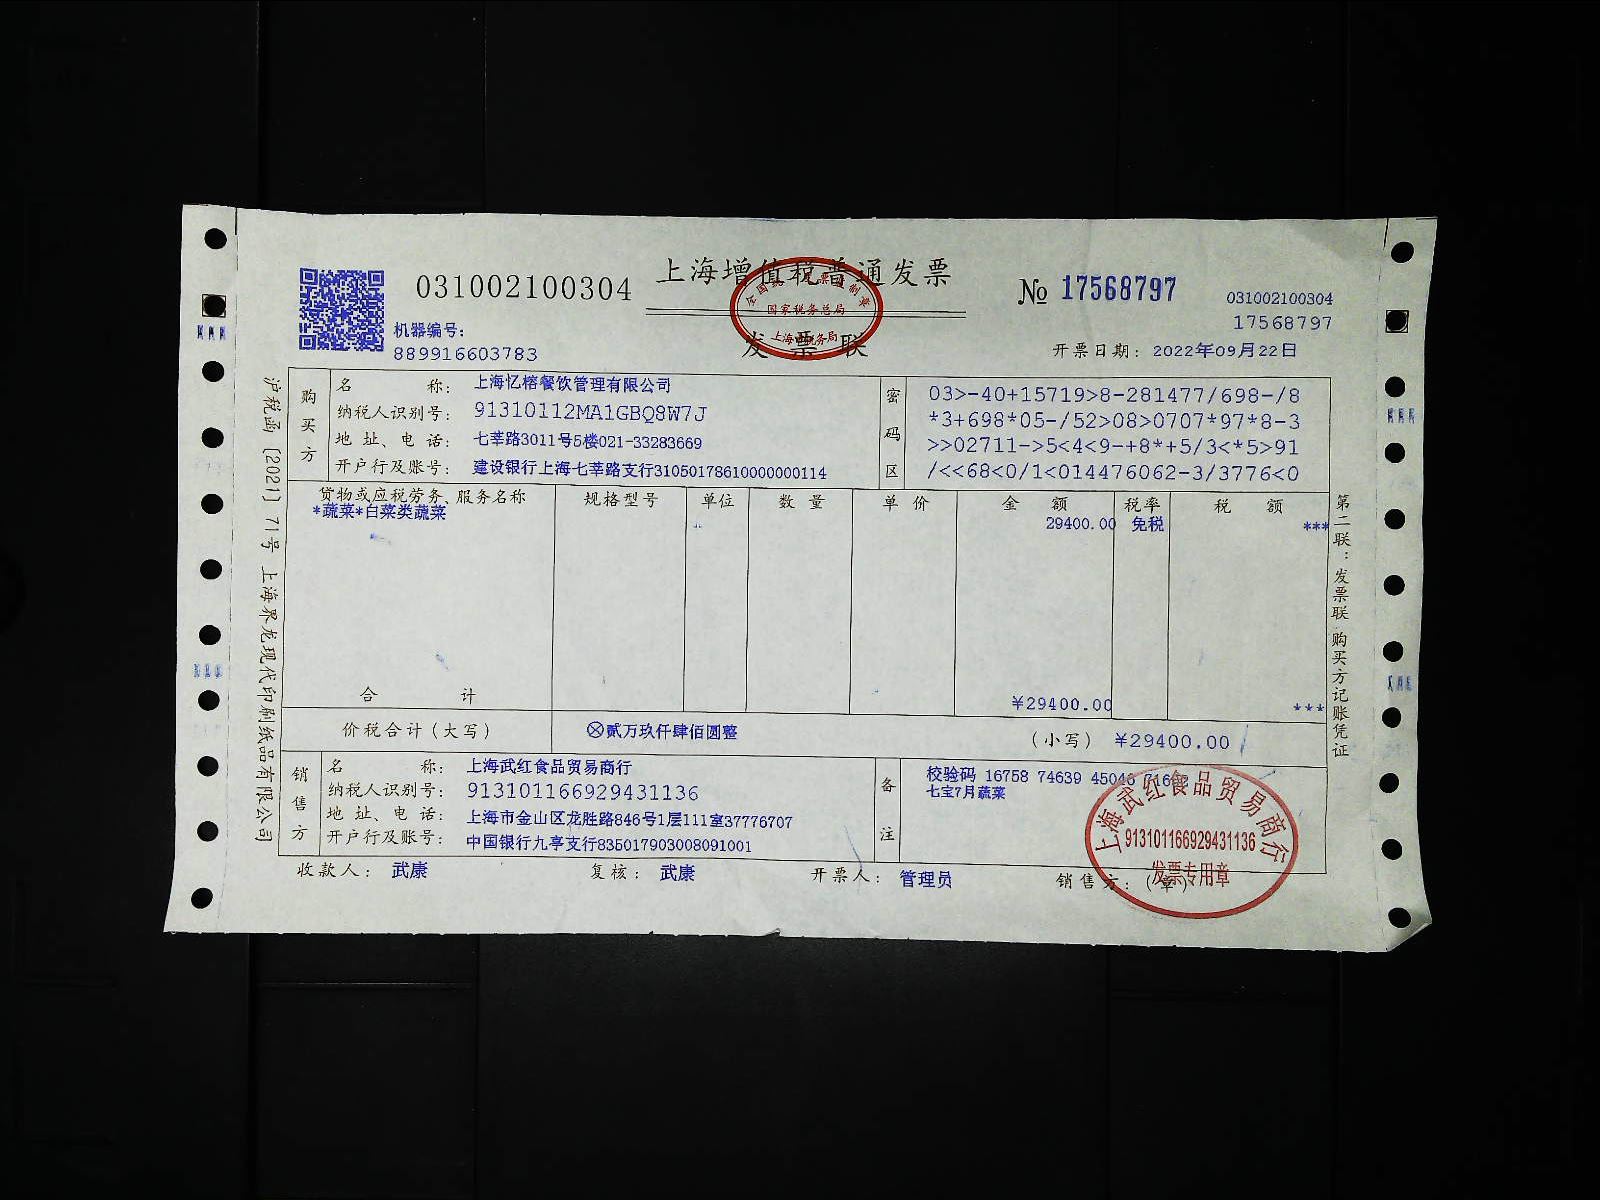 上海增值税普通发票
031002100304
№ 17568797
031002100304
17568797
机器编号:
889916603783
发票联
全国统一发票监制章
国家税务总局
上海市税务局
开票日期: 2022年09月22日
购买方
名称: 上海忆榕餐饮管理有限公司
纳税人识别号: 91310112MA1GBQ8W7J
地址、电话: 七莘路3011号5楼021-33283669
开户行及账号: 建设银行上海七莘路支行31050178610000000114
密码区
03>-40+15719>8-281477/698-/8
*3+698*05-/52>08>0707*97*8-3
>>02711->5<4<9-+8*+5/3<*5>91
/<<68<0/1<014476062-3/3776<0
货物或应税劳务、服务名称 规格型号 单位 数量 单价 金额 税率 税额
*蔬菜*白菜类蔬菜 29400.00 免税 ***
合计 ¥29400.00 ***
价税合计(大写) ⊗贰万玖仟肆佰圆整 (小写) ¥29400.00
销售方
名称: 上海武红食品贸易商行
纳税人识别号: 913101166929431136
地址、电话: 上海市金山区龙胜路846号1层111室37776707
开户行及账号: 中国银行九亭支行835017903008091001
备注
校验码 16758 74639 45046
七宝7月蔬菜
上海武红食品贸易商行
913101166929431136
发票专用章
收款人: 武康 复核: 武康 开票人: 管理员 销售方:(章)
沪税函〔2021〕71号 上海界龙现代印刷纸品有限公司
第二联:发票联 购买方记账凭证